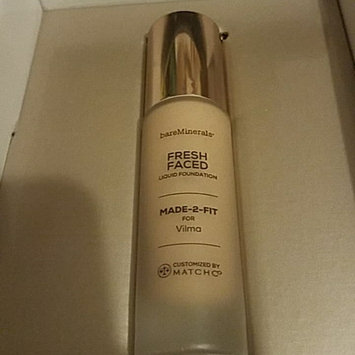 bareMinerals®
FRESH
FACED
LIQUID FOUNDATION
MADE-2-FIT
FOR
Vilma
CUSTOMIZED BY
MATCHCO